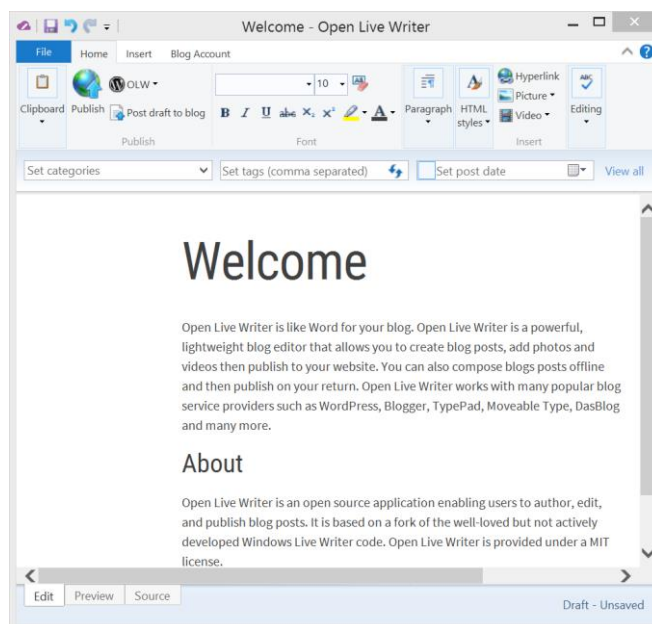 Welcome - Open Live Writer
File Home Insert Blog Account
Clipboard
Publish
OLW
Post draft to blog
Publish
10
B I U abc X₂ X² A
Font
Paragraph
HTML styles
Hyperlink
Picture
Video
Insert
ABC
Editing
Set categories Set tags (comma separated) Set post date View all
Welcome
Open Live Writer is like Word for your blog. Open Live Writer is a powerful,
lightweight blog editor that allows you to create blog posts, add photos and
videos then publish to your website. You can also compose blogs posts offline
and then publish on your return. Open Live Writer works with many popular blog
service providers such as WordPress, Blogger, TypePad, Moveable Type, DasBlog
and many more.
About
Open Live Writer is an open source application enabling users to author, edit,
and publish blog posts. It is based on a fork of the well-loved but not actively
developed Windows Live Writer code. Open Live Writer is provided under a MIT
license.
Edit Preview Source
Draft - Unsaved